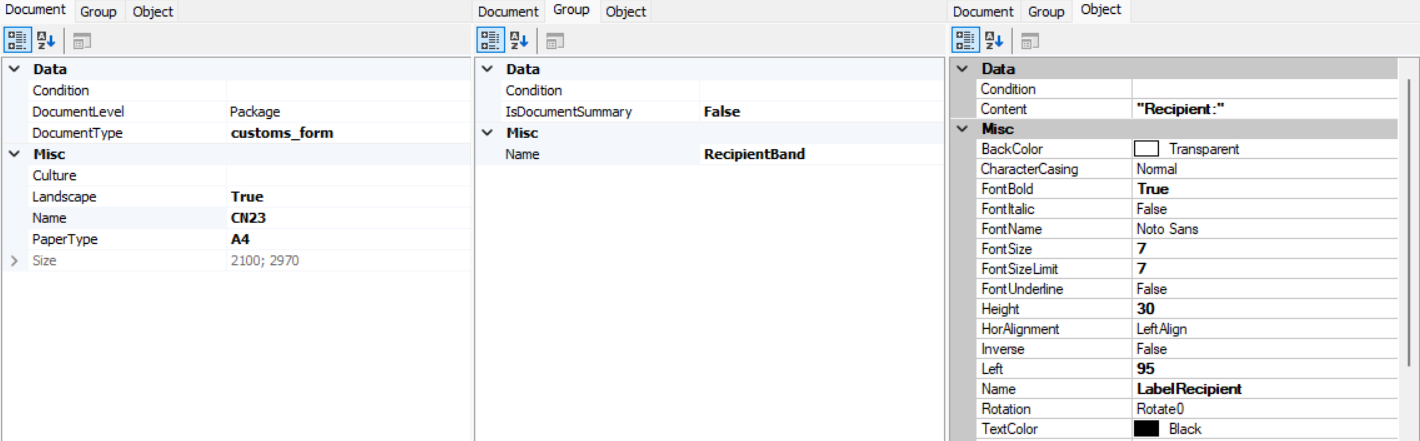 Document Group Object
Data
Condition
DocumentLevel Package
DocumentType customs_form
Misc
Culture
Landscape True
Name CN23
PaperType A4
Size 2100; 2970
Document Group Object
Data
Condition
IsDocumentSummary False
Misc
Name RecipientBand
Document Group Object
Data
Condition
Content "Recipient:"
Misc
BackColor Transparent
CharacterCasing Normal
FontBold True
FontItalic False
FontName Noto Sans
FontSize 7
FontSizeLimit 7
FontUnderline False
Height 30
HorAlignment LeftAlign
Inverse False
Left 95
Name LabelRecipient
Rotation Rotate0
TextColor Black